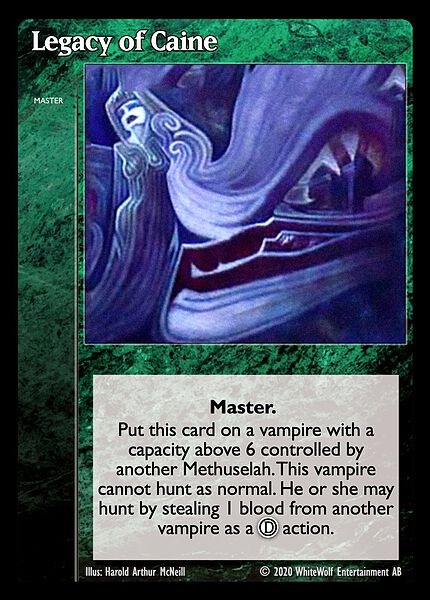 Legacy of Caine
MASTER
Master.
Put this card on a vampire with a
capacity above 6 controlled by
another Methuselah. This vampire
cannot hunt as normal. He or she may
hunt by stealing 1 blood from another
vampire as a Ⓓ action.
Illus: Harold Arthur McNeill
© 2020 WhiteWolf Entertainment AB